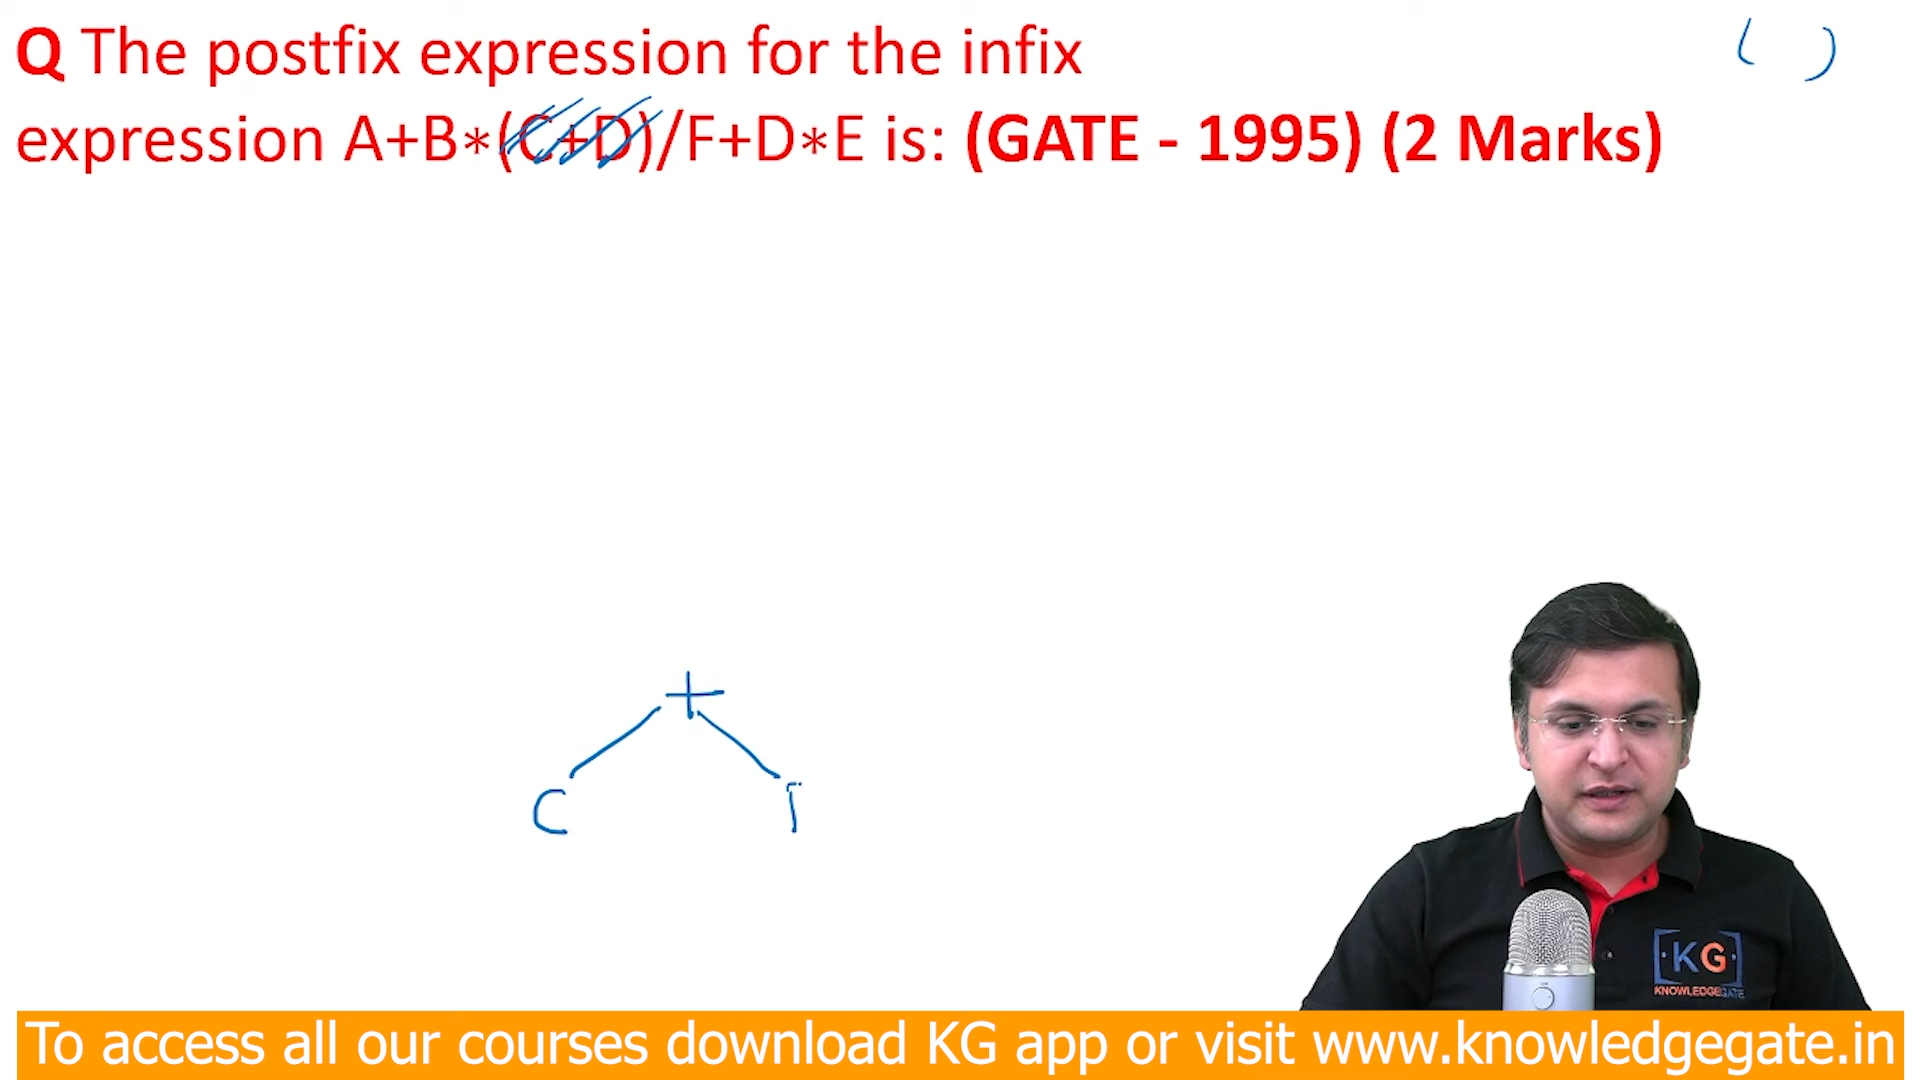 Q The postfix expression for the infix
( )
expression A+B∗(C+D)/F+D∗E is: (GATE - 1995) (2 Marks)
+
C
KG
KNOWLEDGEGATE
To access all our courses download KG app or visit www.knowledgegate.in